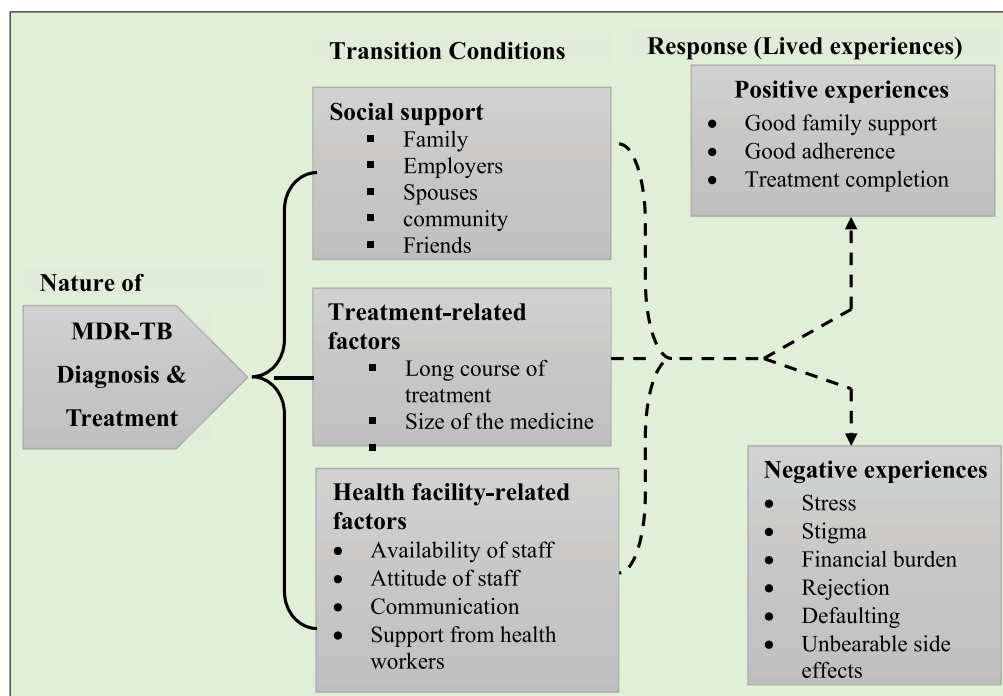 Nature of
MDR-TB
Diagnosis &
Treatment
Transition Conditions
Social support
▪ Family
▪ Employers
▪ Spouses
▪ community
▪ Friends
Treatment-related
factors
▪ Long course of
treatment
▪ Size of the medicine
▪
Health facility-related
factors
• Availability of staff
• Attitude of staff
• Communication
• Support from health
workers
Response (Lived experiences)
Positive experiences
• Good family support
• Good adherence
• Treatment completion
Negative experiences
• Stress
• Stigma
• Financial burden
• Rejection
• Defaulting
• Unbearable side
effects